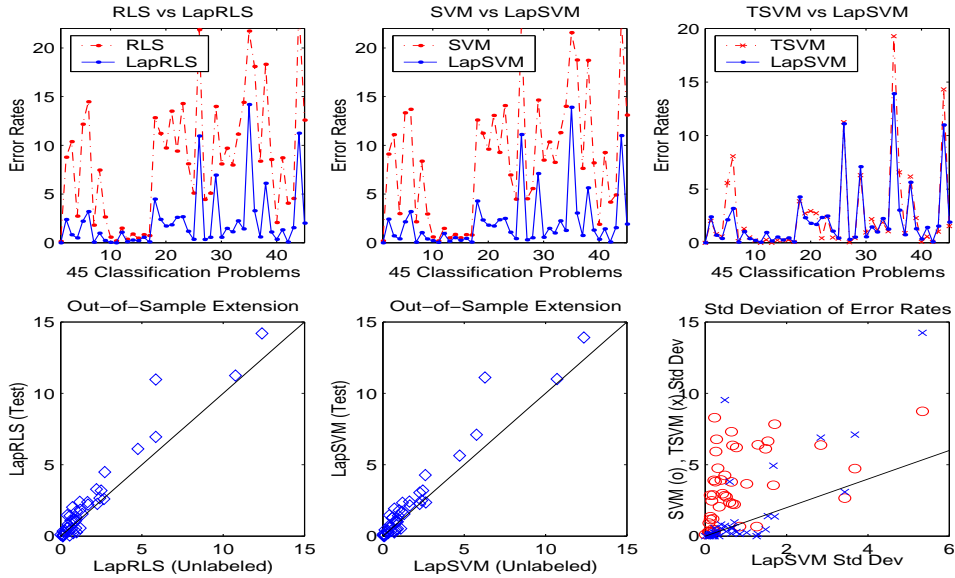 RLS vs LapRLS
Error Rates
20
15
10
5
0
RLS
LapRLS
10 20 30 40
45 Classification Problems
SVM vs LapSVM
Error Rates
20
15
10
5
0
SVM
LapSVM
10 20 30 40
45 Classification Problems
TSVM vs LapSVM
Error Rates
20
15
10
5
0
TSVM
LapSVM
10 20 30 40
45 Classification Problems
Out−of−Sample Extension
LapRLS (Test)
15
10
5
0
0 5 10 15
LapRLS (Unlabeled)
Out−of−Sample Extension
LapSVM (Test)
15
10
5
0
0 5 10 15
LapSVM (Unlabeled)
Std Deviation of Error Rates
SVM (o) , TSVM (x) Std Dev
15
10
5
0
0 2 4 6
LapSVM Std Dev